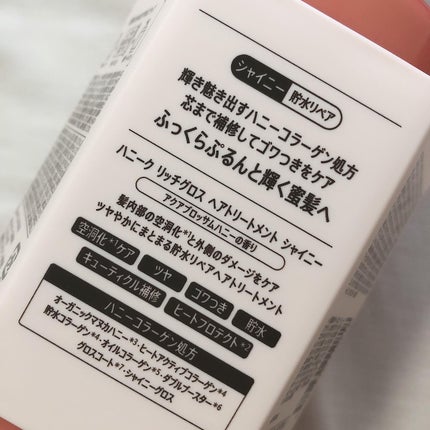 シャイニー 貯水リペア
輝き魅き出すハニーコラーゲン処方
芯まで補修してゴワつきをケア
ふっくらぷるんと輝く蜜髪へ
ハニーク リッチグロス ヘアトリートメント シャイニー
アクアブロッサムハニーの香り
髪内部の空洞化*1と外側のダメージをケア
ツヤやかにまとまる貯水リペアヘアトリートメント
空洞化*1ケア ツヤ ゴワつき 貯水
キューティクル補修 ヒートプロテクト*2
ハニーコラーゲン処方
オーガニックマヌカハニー*3・ヒートアクティブコラーゲン*4
貯水コラーゲン*4・オイルコラーゲン*5・ダブルブースター*6
グロスコート*7・シャイニーグロス